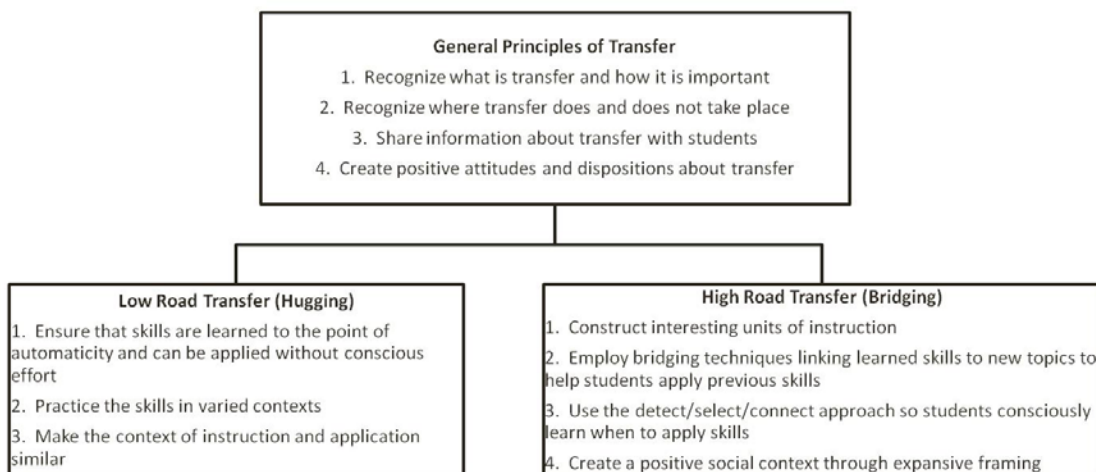 General Principles of Transfer
1. Recognize what is transfer and how it is important
2. Recognize where transfer does and does not take place
3. Share information about transfer with students
4. Create positive attitudes and dispositions about transfer
Low Road Transfer (Hugging)
1. Ensure that skills are learned to the point of
automaticity and can be applied without conscious
effort
2. Practice the skills in varied contexts
3. Make the context of instruction and application
similar
High Road Transfer (Bridging)
1. Construct interesting units of instruction
2. Employ bridging techniques linking learned skills to new topics to
help students apply previous skills
3. Use the detect/select/connect approach so students consciously
learn when to apply skills
4. Create a positive social context through expansive framing